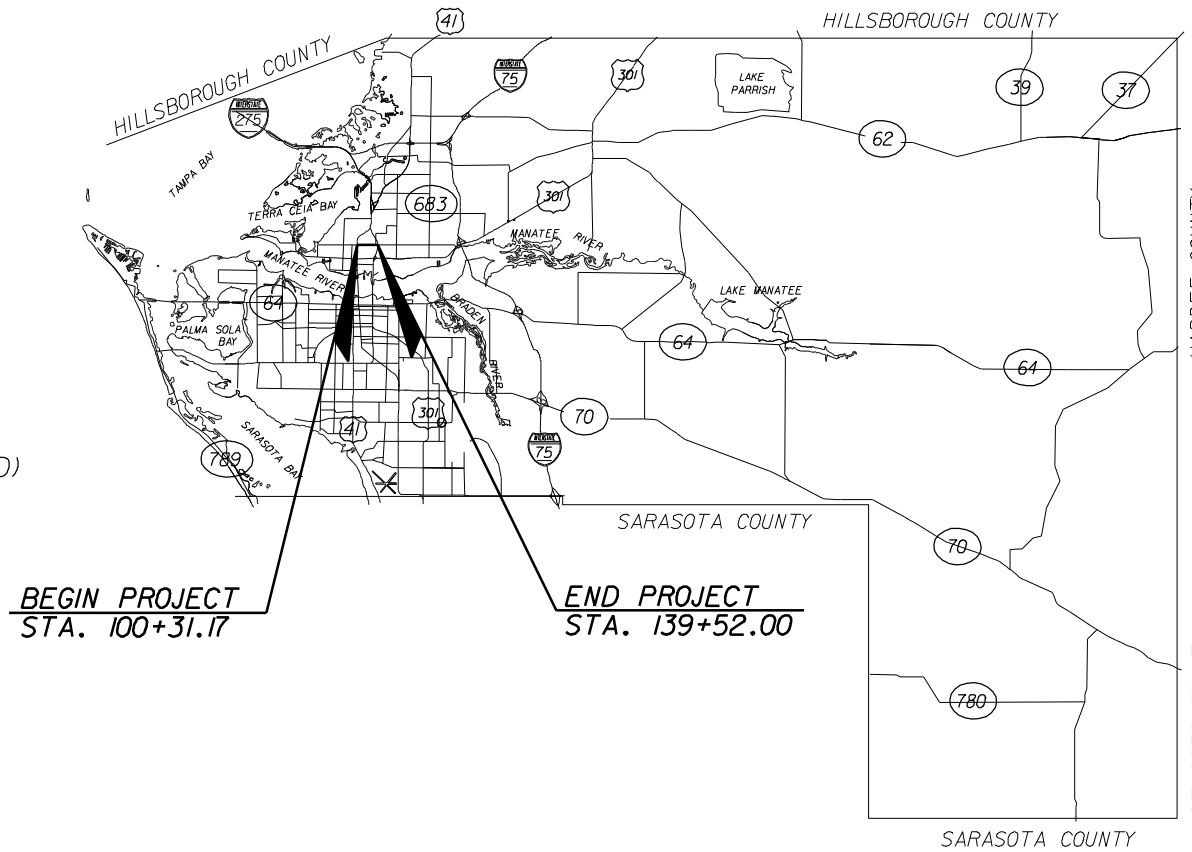 HILLSBOROUGH COUNTY
41
HILLSBOROUGH COUNTY
INTERSTATE
75
301
LAKE
PARRISH
39
37
INTERSTATE
275
62
TAMPA BAY
TERRA CEIA BAY
683
301
MANATEE RIVER
MANATEE RIVER
LAKE MANATEE
64
BRADEN
RIVER
PALMA SOLA
BAY
64
64
70
301
41
INTERSTATE
75
SARASOTA BAY
789
SARASOTA COUNTY
70
BEGIN PROJECT
STA. 100+31.17
END PROJECT
STA. 139+52.00
780
SARASOTA COUNTY